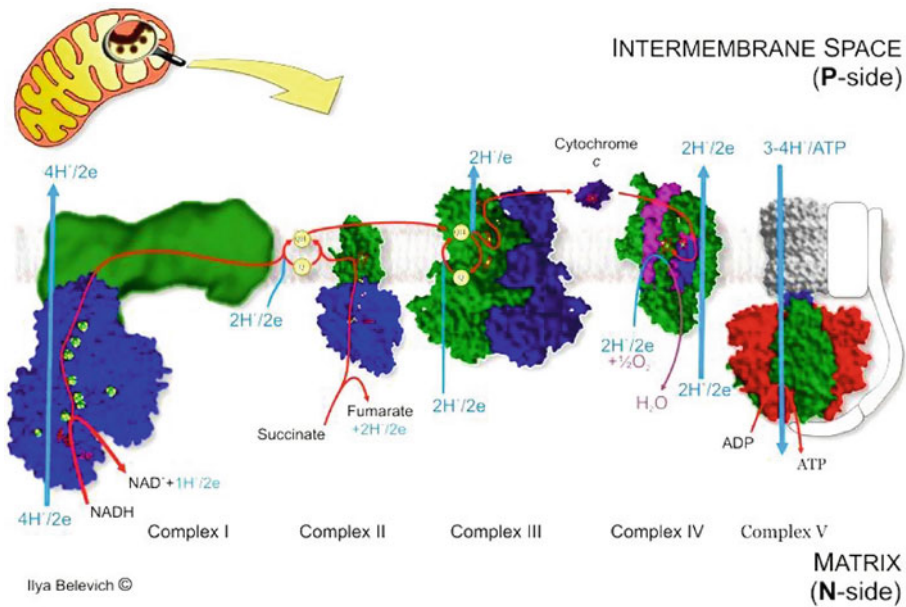 INTERMEMBRANE SPACE
(P-side)
4H⁺/2e
2H⁺/e
Cytochrome
c
2H⁺/2e
3-4H⁺/ATP
QH₂
Q
QH₂
Q
2H⁺/2e
2H⁺/2e
+½O₂
2H⁺/2e
H₂O
2H⁺/2e
Fumarate
+2H⁺/2e
Succinate
ADP
ATP
NAD⁺+1H⁺/2e
4H⁺/2e
NADH
Complex I
Complex II
Complex III
Complex IV
Complex V
MATRIX
(N-side)
Ilya Belevich ©